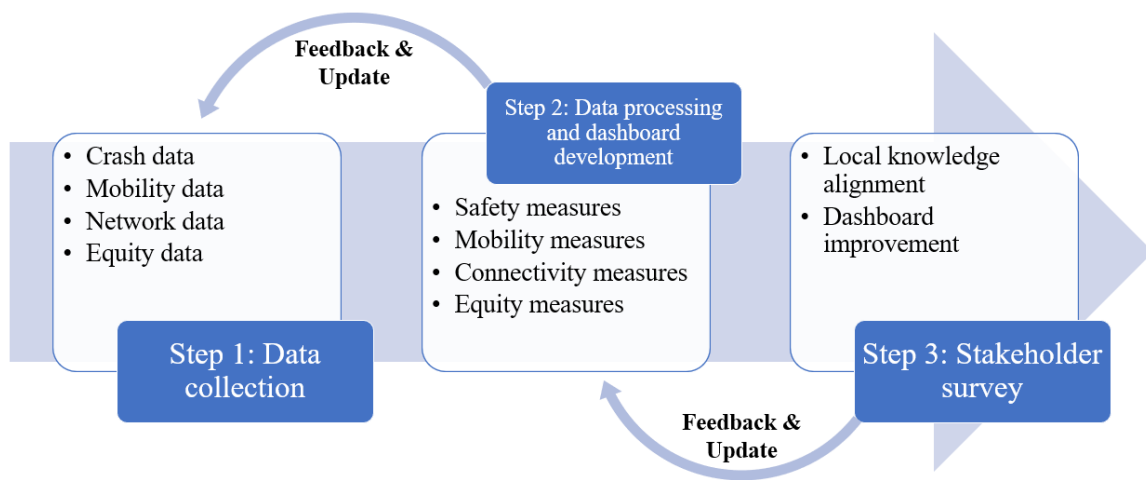 Feedback &
Update
• Crash data
• Mobility data
• Network data
• Equity data
Step 1: Data
collection
Step 2: Data processing
and dashboard
development
• Safety measures
• Mobility measures
• Connectivity measures
• Equity measures
• Local knowledge
alignment
• Dashboard
improvement
Step 3: Stakeholder
survey
Feedback &
Update